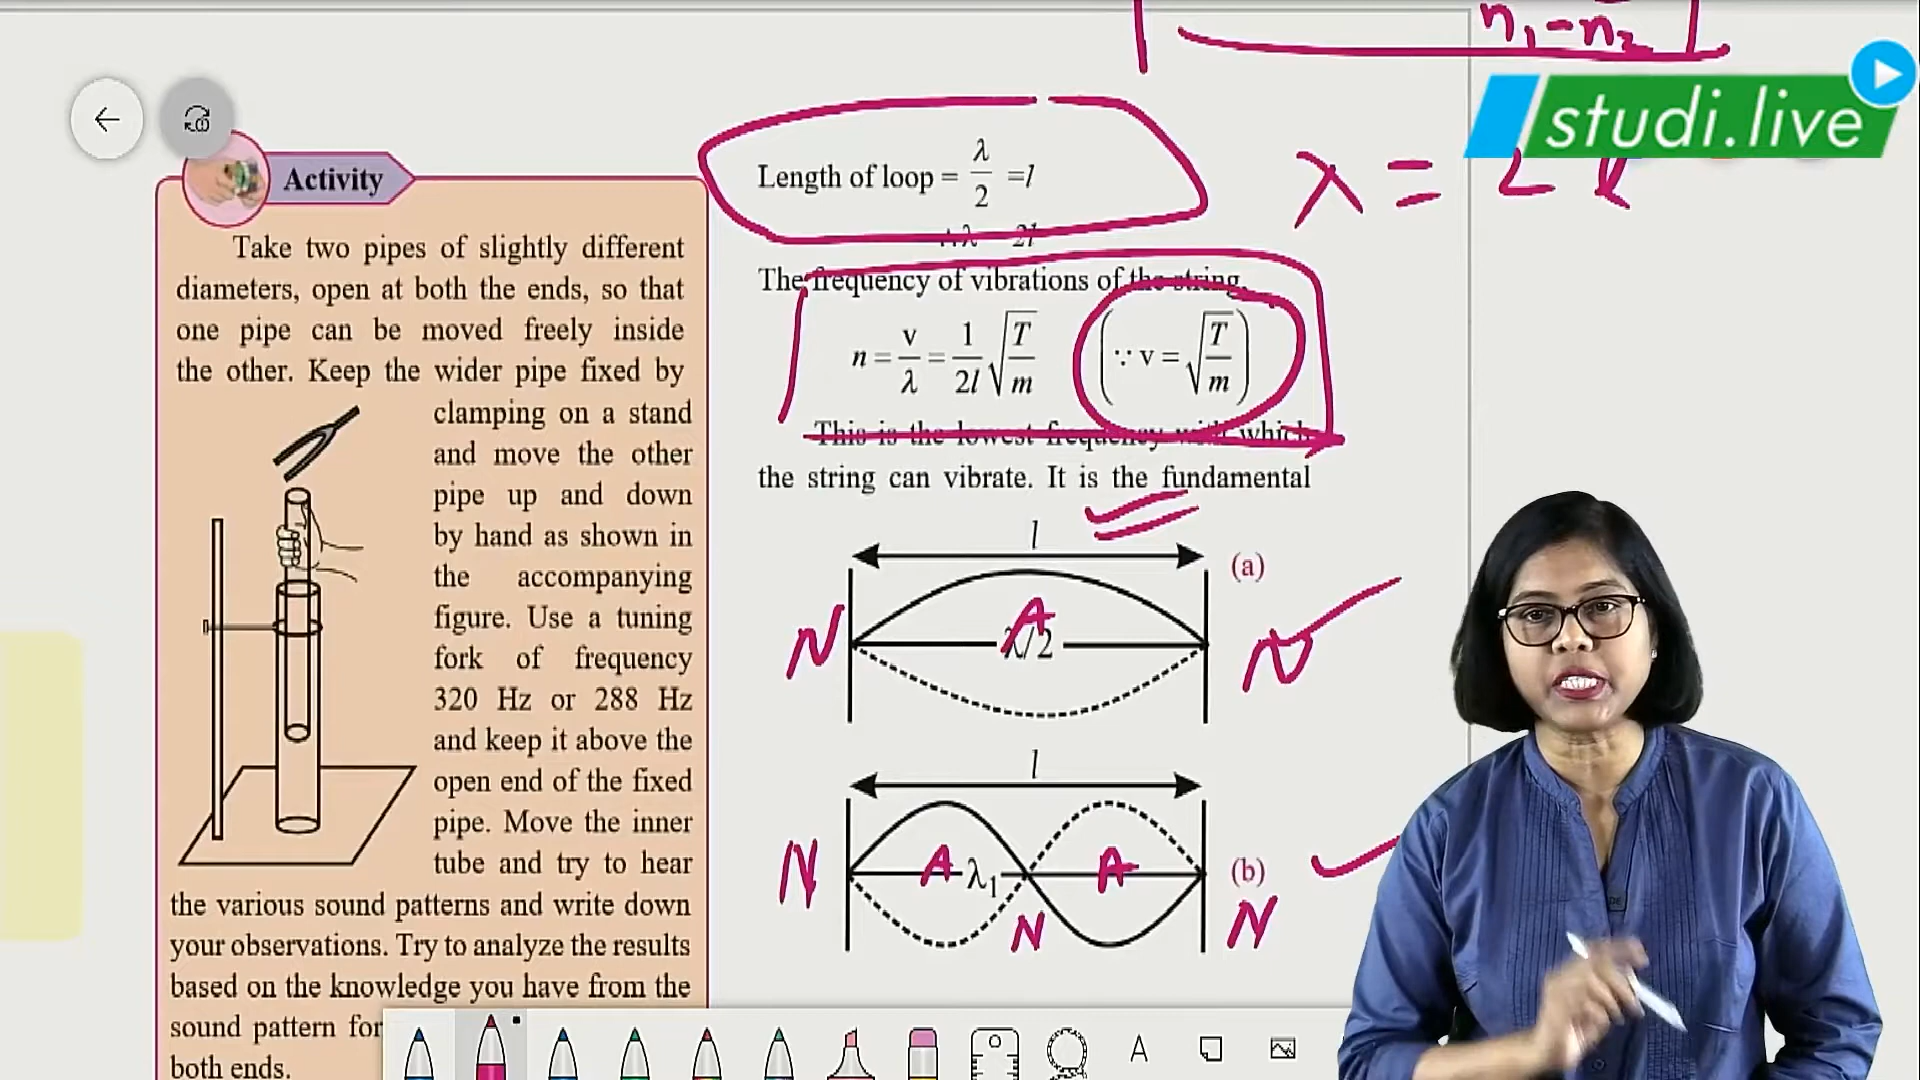 n₁-n₂
studi.live
λ = 2l
Activity
Take two pipes of slightly different
diameters, open at both the ends, so that
one pipe can be moved freely inside
the other. Keep the wider pipe fixed by
clamping on a stand
and move the other
pipe up and down
by hand as shown in
the accompanying
figure. Use a tuning
fork of frequency
320 Hz or 288 Hz
and keep it above the
open end of the fixed
pipe. Move the inner
tube and try to hear
the various sound patterns and write down
your observations. Try to analyze the results
based on the knowledge you have from the
sound pattern for
both ends.
Length of loop = λ/2 =l
∴λ = 2l
The frequency of vibrations of the string,
n = v/λ = 1/2l √T/m (∵ v = √T/m)
This is the lowest frequency with which
the string can vibrate. It is the fundamental
l
(a)
N A N
λ/2
l
N A λ₁ A (b)
N N
A